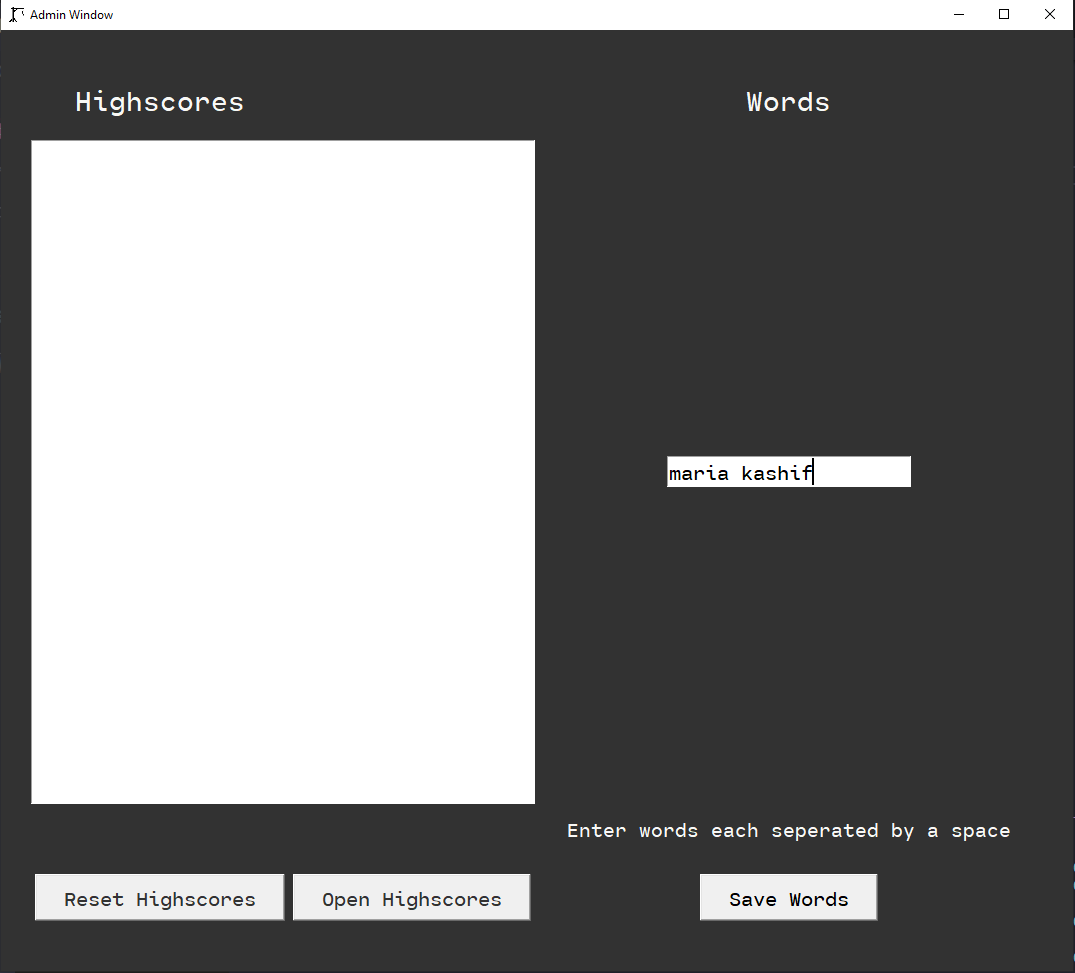 Admin Window
Highscores
Words
maria kashif
Enter words each seperated by a space
Reset Highscores
Open Highscores
Save Words